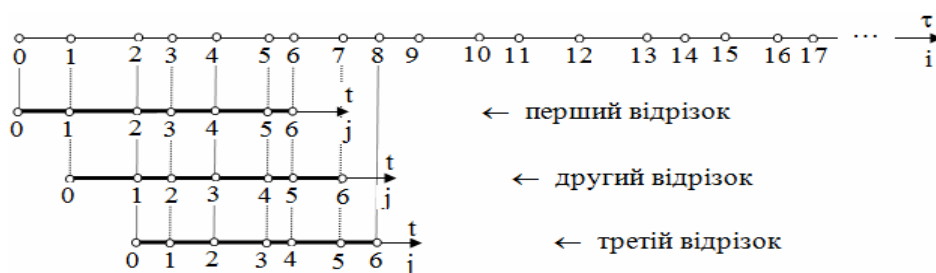 τ
0 1 2 3 4 5 6 7 8 9 10 11 12 13 14 15 16 17 ... i
t
0 1 2 3 4 5 6 j ← перший відрізок
t
0 1 2 3 4 5 6 j ← другий відрізок
t
0 1 2 3 4 5 6 j ← третій відрізок